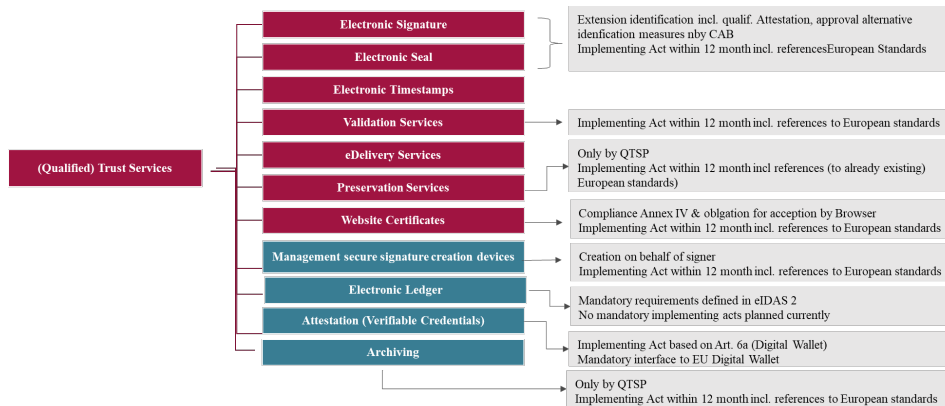 Electronic Signature
Extension identification incl. qualif. Attestation, approval alternative
idenfication measures nby CAB
Implementing Act within 12 month incl. referencesEuropean Standards
Electronic Seal
Electronic Timestamps
Validation Services
Implementing Act within 12 month incl. references to European standards
(Qualified) Trust Services
eDelivery Services
Preservation Services
Only by QTSP
Implementing Act within 12 month incl references (to already existing)
European standards)
Website Certificates
Compliance Annex IV & oblgation for acception by Browser
Implementing Act within 12 month incl. references to European standards
Management secure signature creation devices
Creation on behalf of signer
Implementing Act within 12 month incl. references to European standards
Electronic Ledger
Mandatory requirements defined in eIDAS 2
No mandatory implementing acts planned currently
Attestation (Verifiable Credentials)
Implementing Act based on Art. 6a (Digital Wallet)
Mandatory interface to EU Digital Wallet
Archiving
Only by QTSP
Implementing Act within 12 month incl. references to European standards